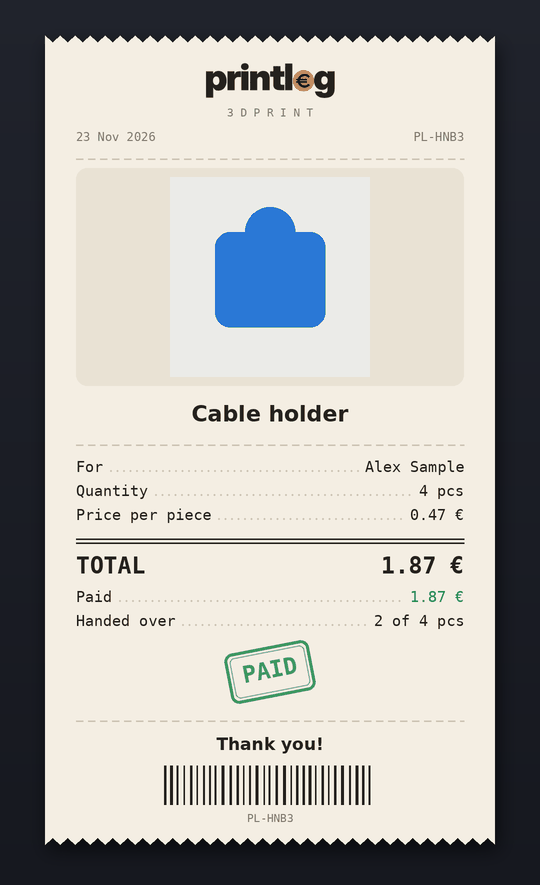 printl€g
3DPRINT
23 Nov 2026 PL-HNB3
Cable holder
For Alex Sample
Quantity 4 pcs
Price per piece 0.47 €
TOTAL 1.87 €
Paid 1.87 €
Handed over 2 of 4 pcs
PAID
Thank you!
PL-HNB3